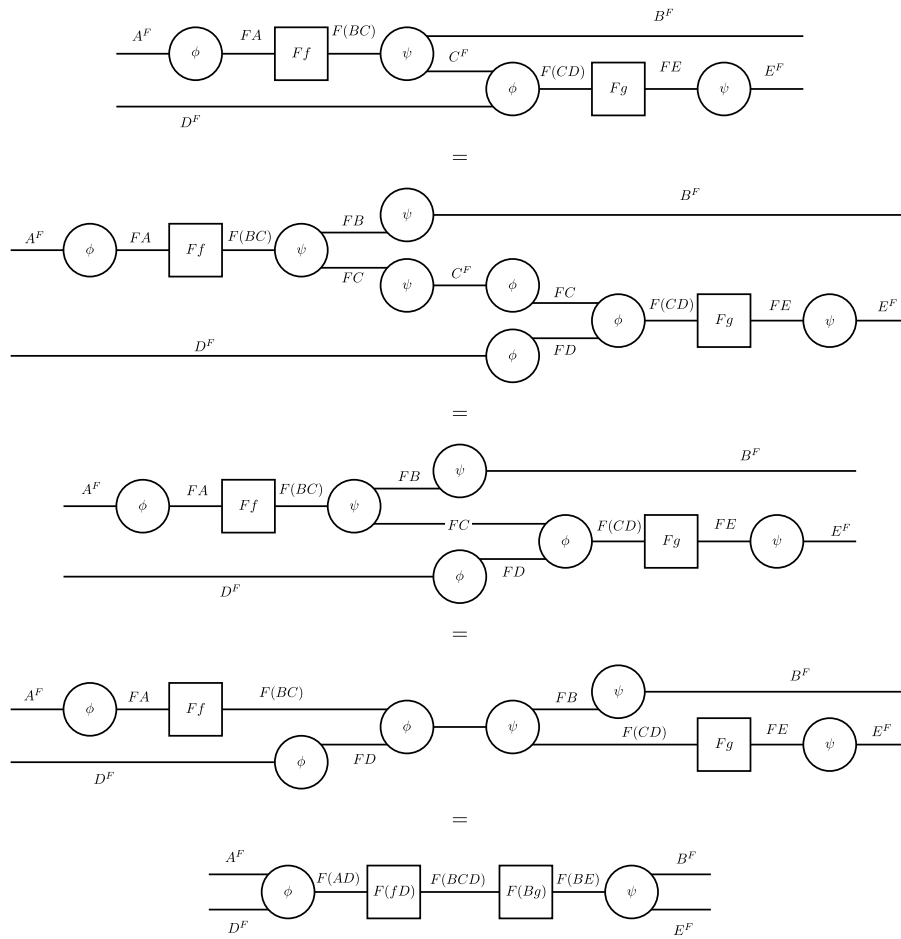 A^F φ FA Ff F(BC) ψ B^F
C^F φ F(CD) Fg FE ψ E^F
D^F
=
A^F φ FA Ff F(BC) ψ FB ψ B^F
FC ψ C^F φ FC φ F(CD) Fg FE ψ E^F
D^F φ FD
=
A^F φ FA Ff F(BC) ψ FB ψ B^F
FC φ F(CD) Fg FE ψ E^F
D^F φ FD
=
A^F φ FA Ff F(BC) φ ψ FB ψ B^F
D^F φ FD F(CD) Fg FE ψ E^F
=
A^F φ F(AD) F(fD) F(BCD) F(Bg) F(BE) ψ B^F
D^F E^F